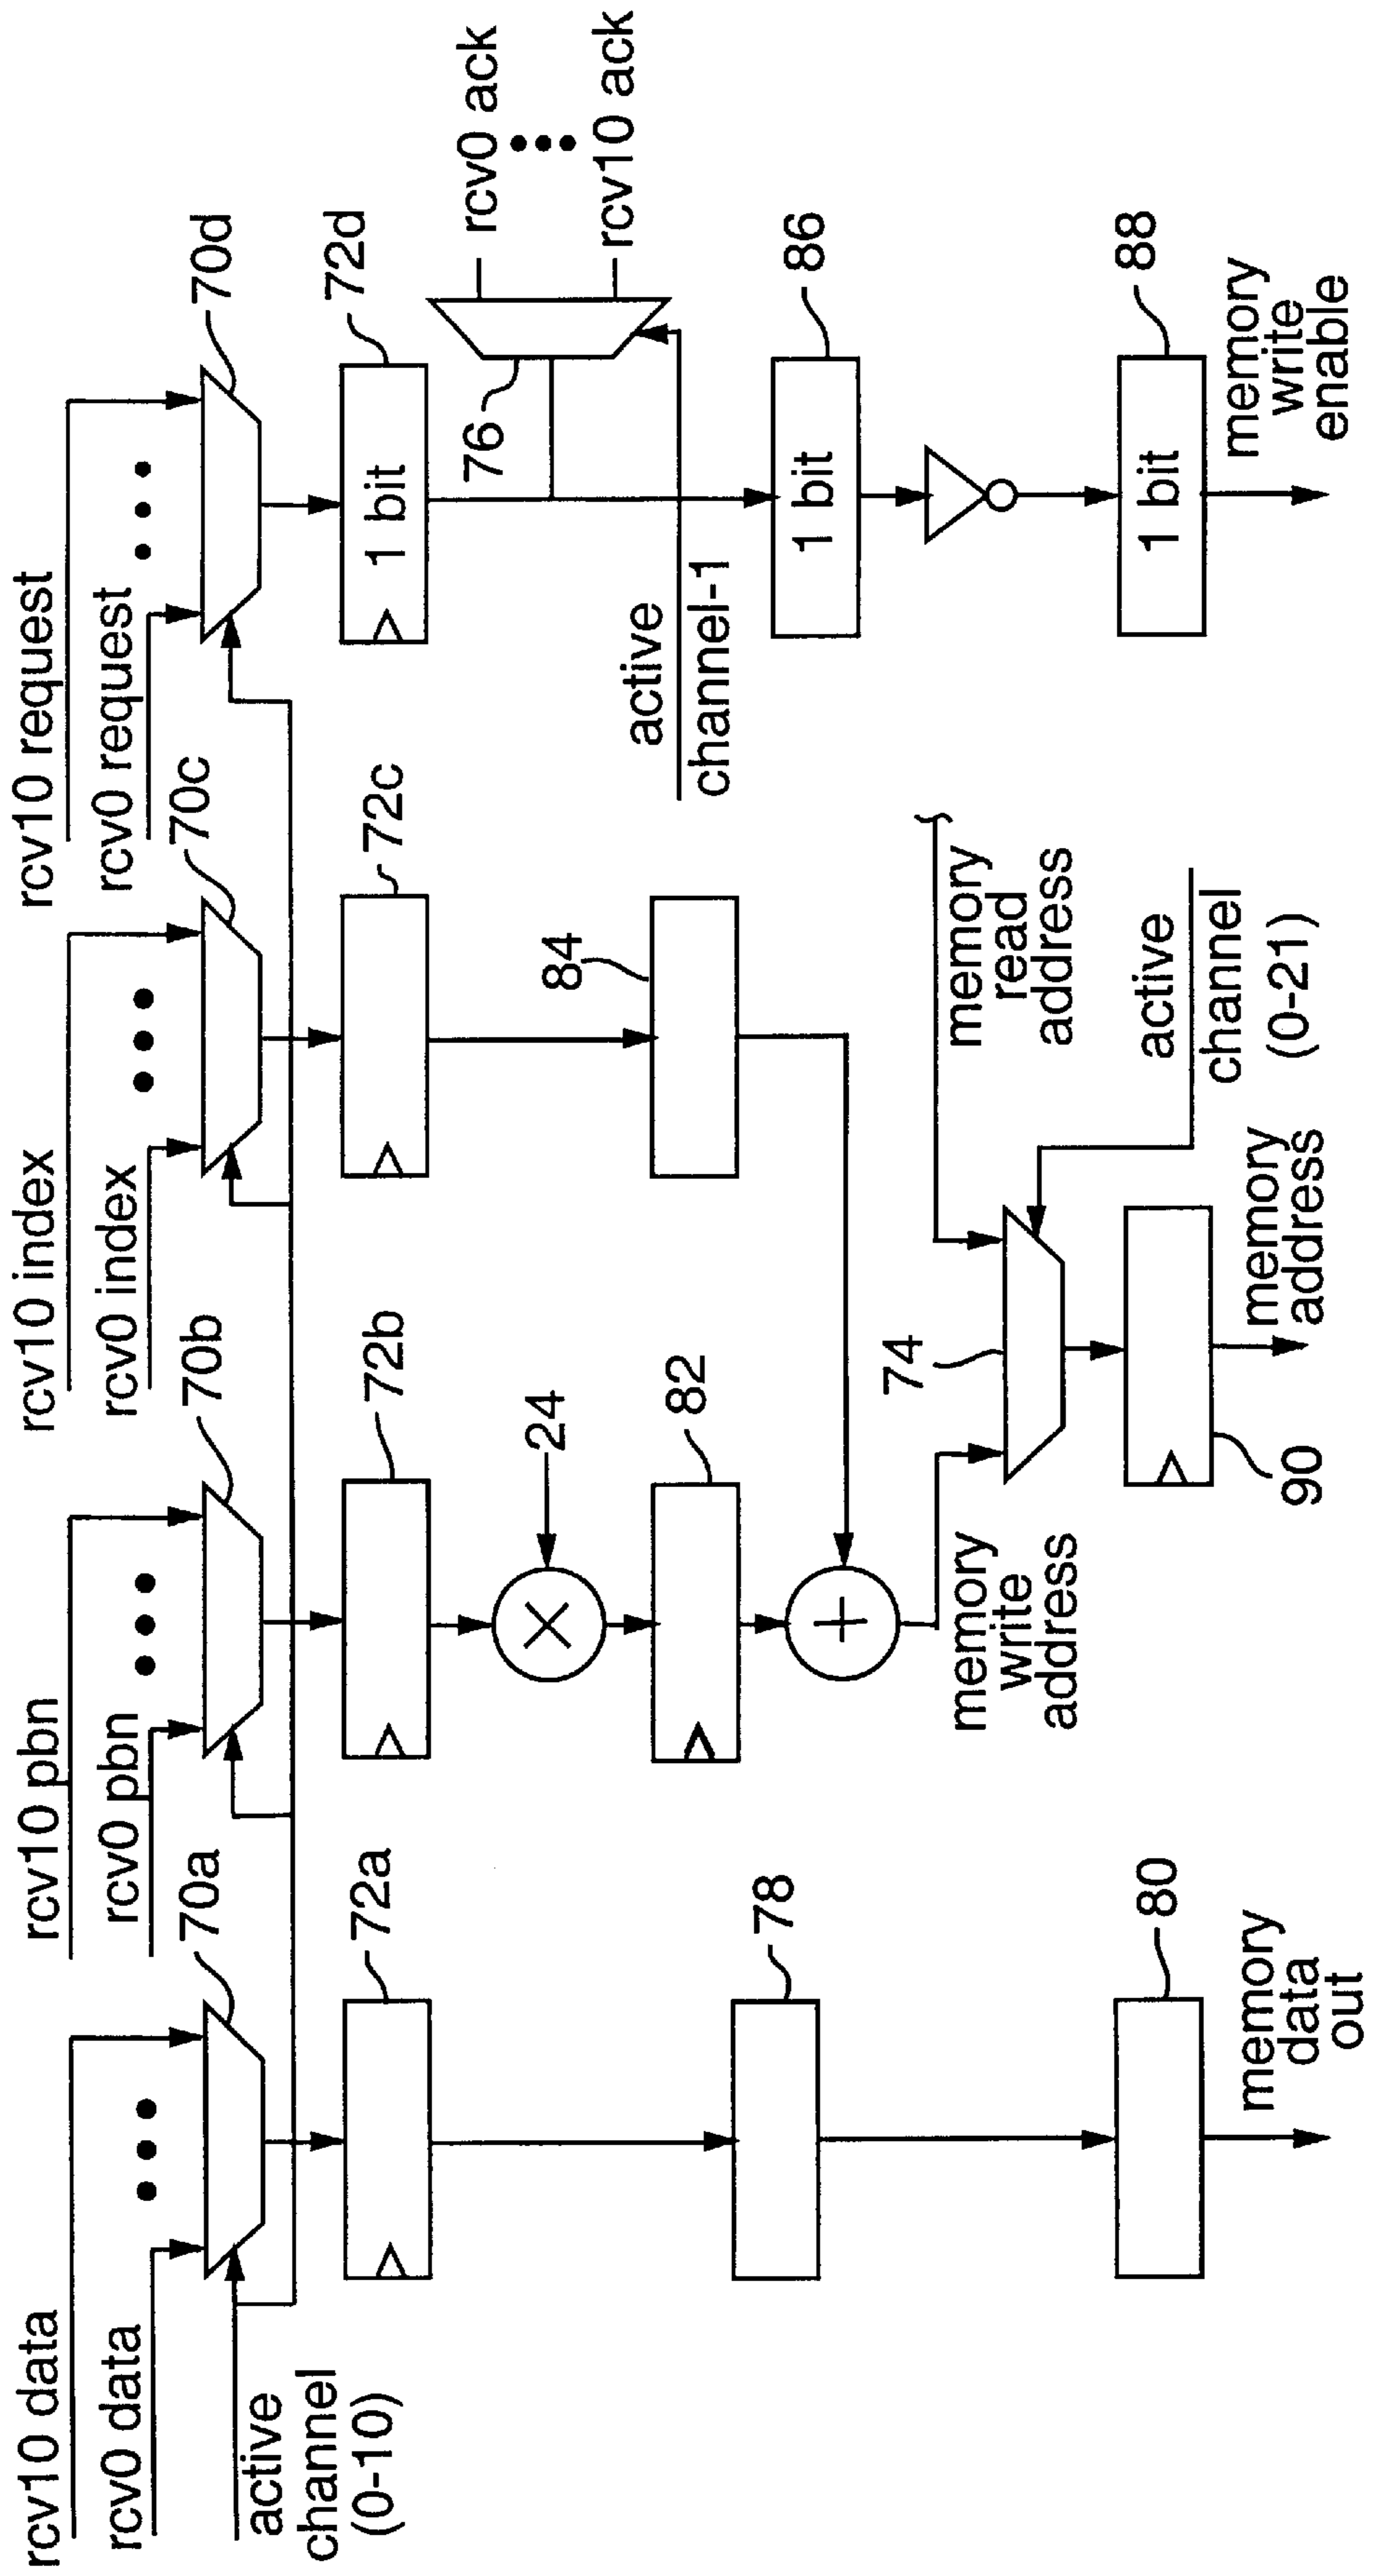 rcv10 data
rcv0 data
active
channel
(0-10)
70a
72a
78
80
memory
data
out
rcv10 pbn
rcv0 pbn
70b
72b
24
82
memory
write
address
rcv10 index
rcv0 index
70c
72c
84
74
memory
read
address
active
channel
(0-21)
90
memory
address
rcv10 request
rcv0 request
70d
72d
1 bit
76
rcv0 ack
rcv10 ack
active
channel-1
86
1 bit
88
1 bit
memory
write
enable